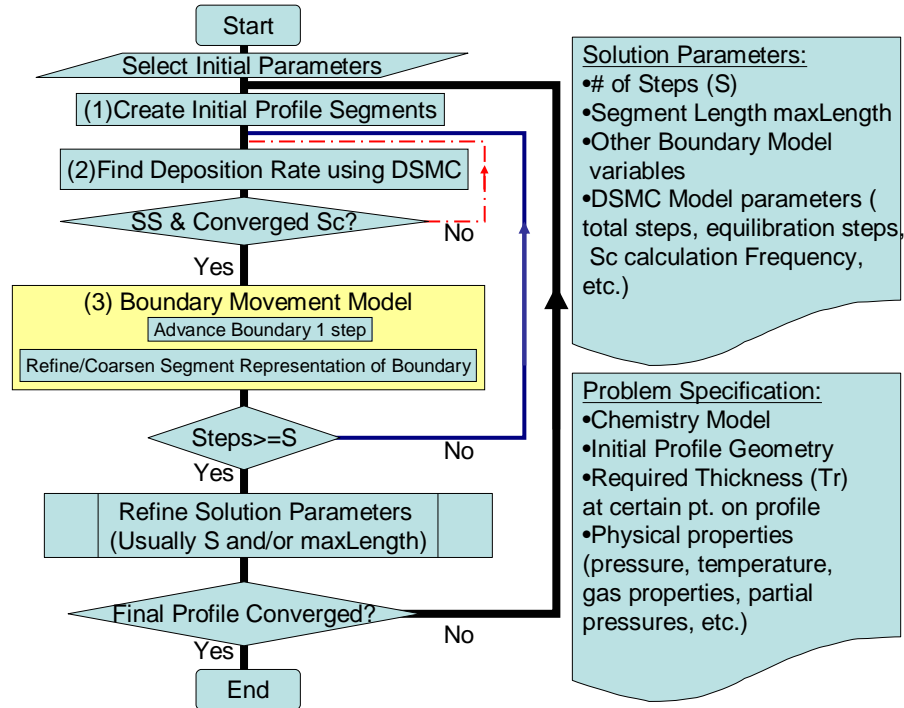 Start
Select Initial Parameters
(1)Create Initial Profile Segments
(2)Find Deposition Rate using DSMC
SS & Converged Sc?
No
Yes
(3) Boundary Movement Model
Advance Boundary 1 step
Refine/Coarsen Segment Representation of Boundary
Steps>=S
No
Yes
Refine Solution Parameters
(Usually S and/or maxLength)
Final Profile Converged?
No
Yes
End
Solution Parameters:
•# of Steps (S)
•Segment Length maxLength
•Other Boundary Model
variables
•DSMC Model parameters (
total steps, equilibration steps,
Sc calculation Frequency,
etc.)
Problem Specification:
•Chemistry Model
•Initial Profile Geometry
•Required Thickness (Tr)
at certain pt. on profile
•Physical properties
(pressure, temperature,
gas properties, partial
pressures, etc.)